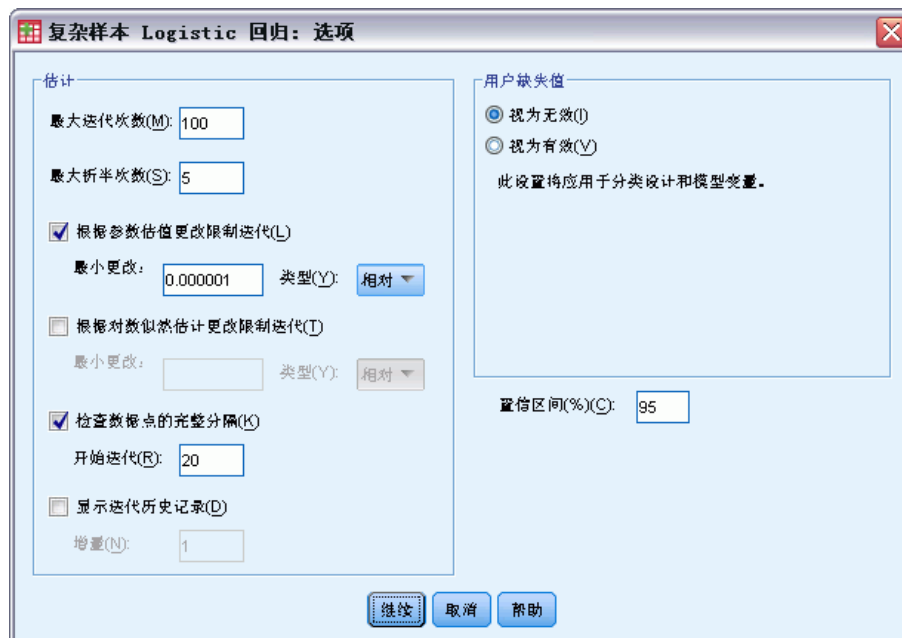 复杂样本 Logistic 回归: 选项
估计
最大迭代次数(M): 100
最大折半次数(S): 5
根据参数估值更改限制迭代(L)
最小更改: 0.000001 类型(Y): 相对
根据对数似然估计更改限制迭代(T)
最小更改: 类型(Y): 相对
检查数据点的完整分隔(K)
开始迭代(R): 20
显示迭代历史记录(D)
增量(N): 1
用户缺失值
视为无效(I)
视为有效(V)
此设置将应用于分类设计和模型变量。
置信区间(%)(C): 95
继续 取消 帮助